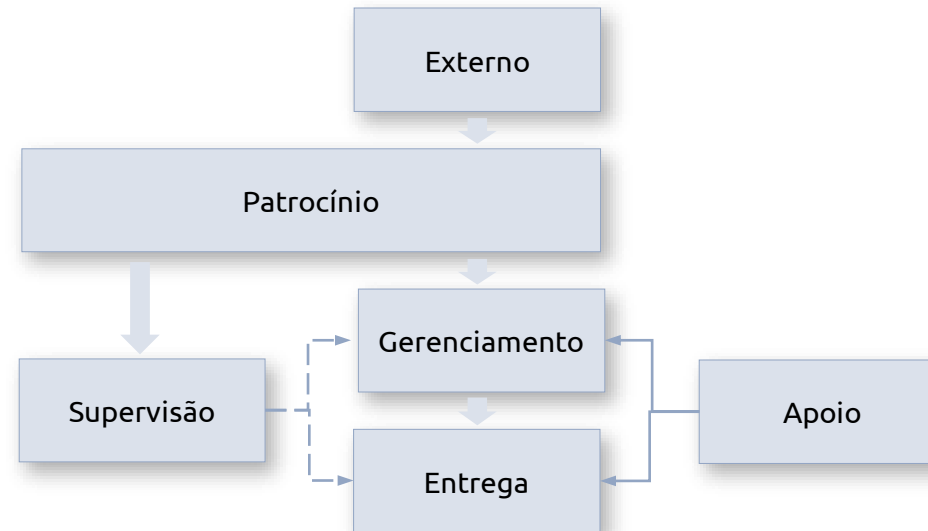 Externo
Patrocínio
Gerenciamento
Supervisão
Apoio
Entrega